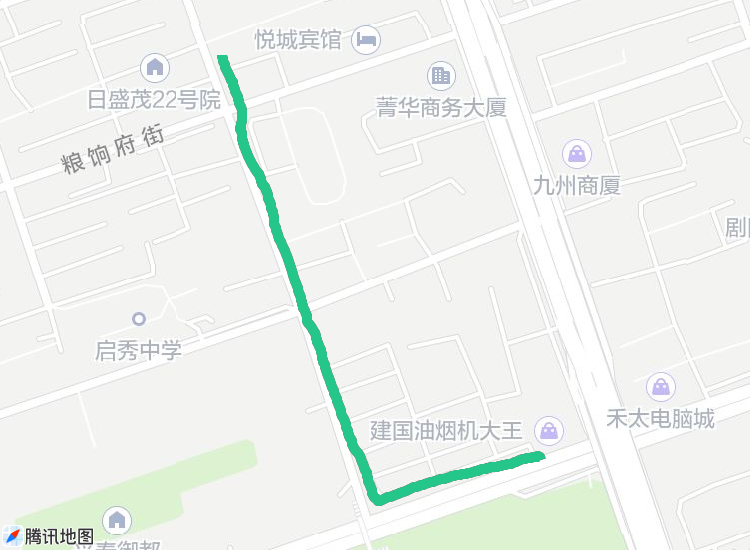 悦城宾馆
日盛茂22号院
菁华商务大厦
粮饷府街
九州商厦
剧
启秀中学
禾太电脑城
建国油烟机大王
腾讯地图